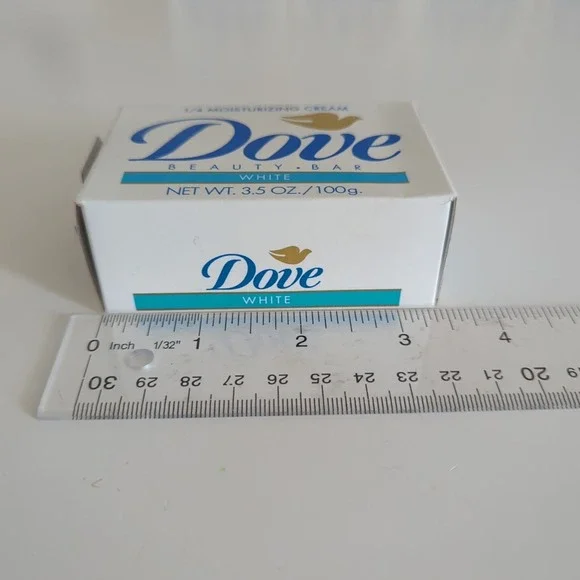 1/4 MOISTURIZING CREAM
Dove
BEAUTY·BAR
WHITE
NET WT. 3.5 OZ./100g.
Dove
WHITE
0 Inch 1/32" 1 2 3 4
30 29 28 27 26 25 24 23 22 21 20 19